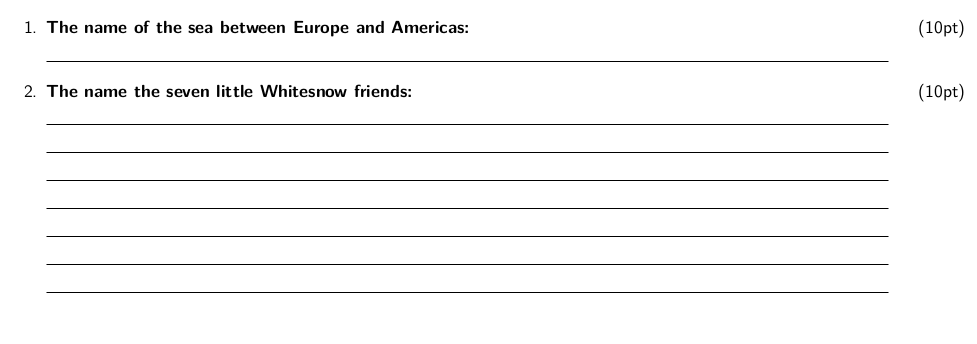 1. The name of the sea between Europe and Americas: (10pt)
2. The name the seven little Whitesnow friends: (10pt)